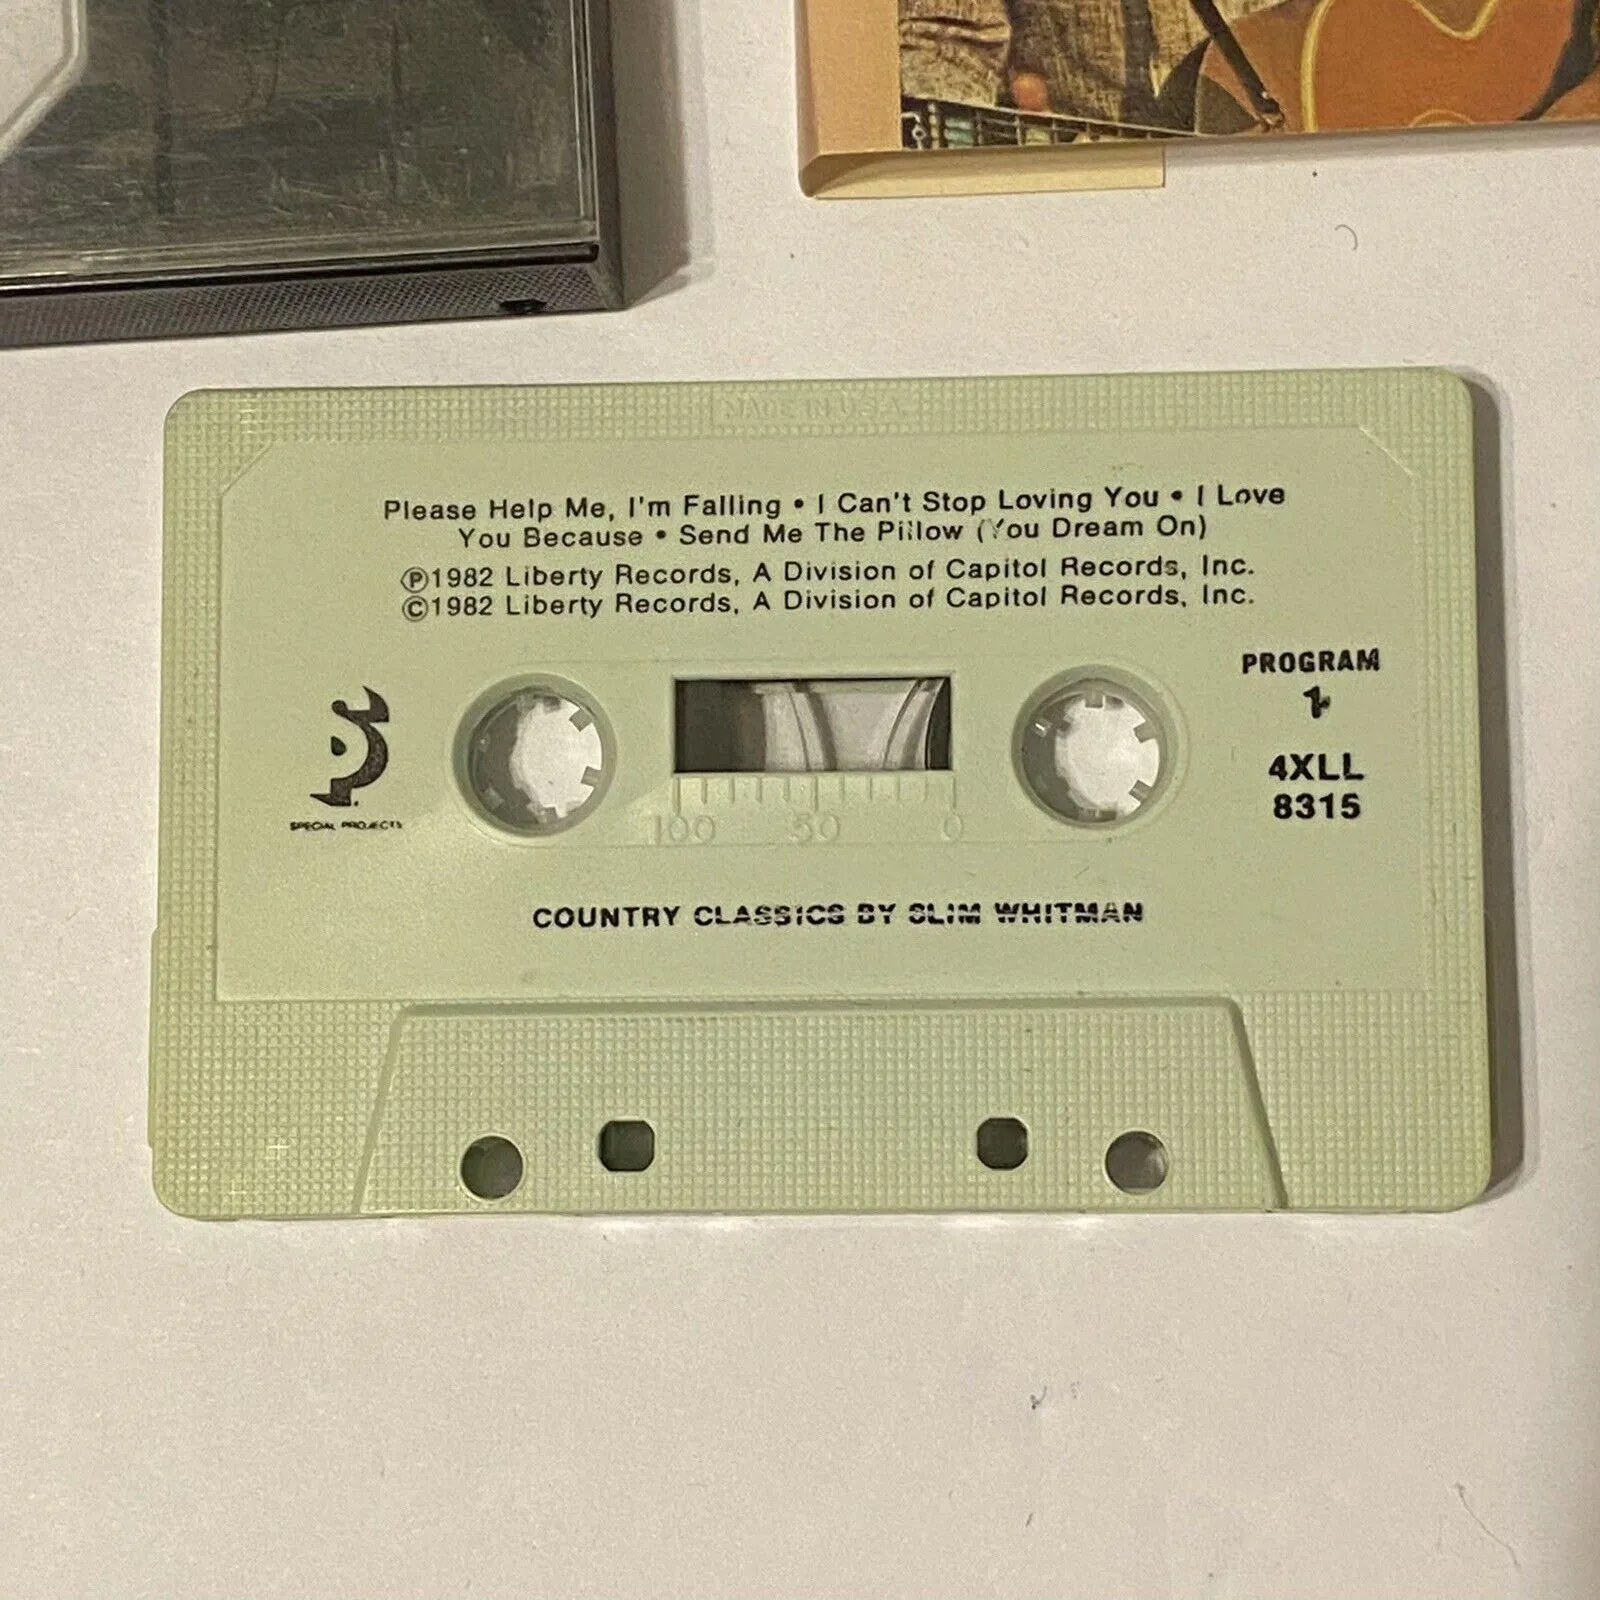 MADE IN U.S.A.
Please Help Me, I'm Falling • I Can't Stop Loving You • I Love
You Because • Send Me The Pillow (You Dream On)
Ⓟ1982 Liberty Records, A Division of Capitol Records, Inc.
©1982 Liberty Records, A Division of Capitol Records, Inc.
PROGRAM
1
4XLL
8315
SPECIAL PROJECTS
100 50 0
COUNTRY CLASSICS BY SLIM WHITMAN